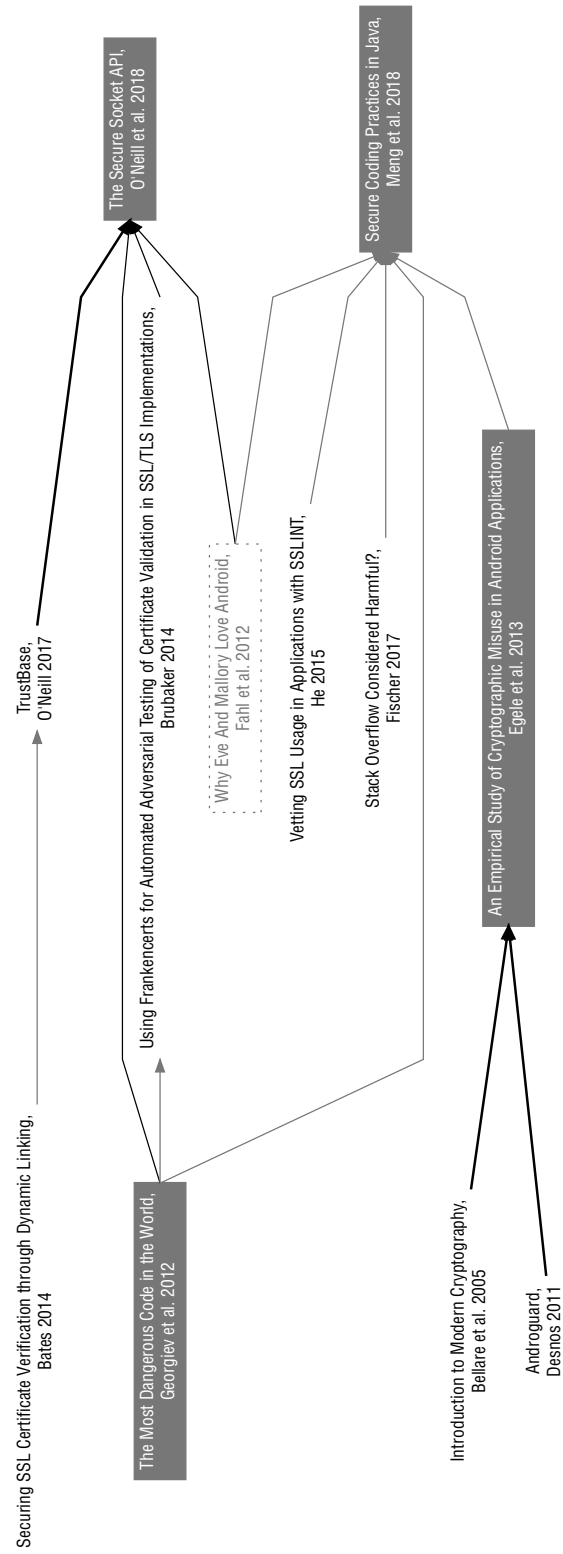 Securing SSL Certificate Verification through Dynamic Linking,
Bates 2014
TrustBase,
O'Neill 2017
The Secure Socket API,
O'Neill et al. 2018
The Most Dangerous Code in the World,
Georgiev et al. 2012
Using Frankencerts for Automated Adversarial Testing of Certificate Validation in SSL/TLS Implementations,
Brubaker 2014
Why Eve And Mallory Love Android,
Fahl et al. 2012
Vetting SSL Usage in Applications with SSLINT,
He 2015
Stack Overflow Considered Harmful?,
Fischer 2017
Secure Coding Practices in Java,
Meng et al. 2018
Introduction to Modern Cryptography,
Bellare et al. 2005
Androguard,
Desnos 2011
An Empirical Study of Cryptographic Misuse in Android Applications,
Egele et al. 2013